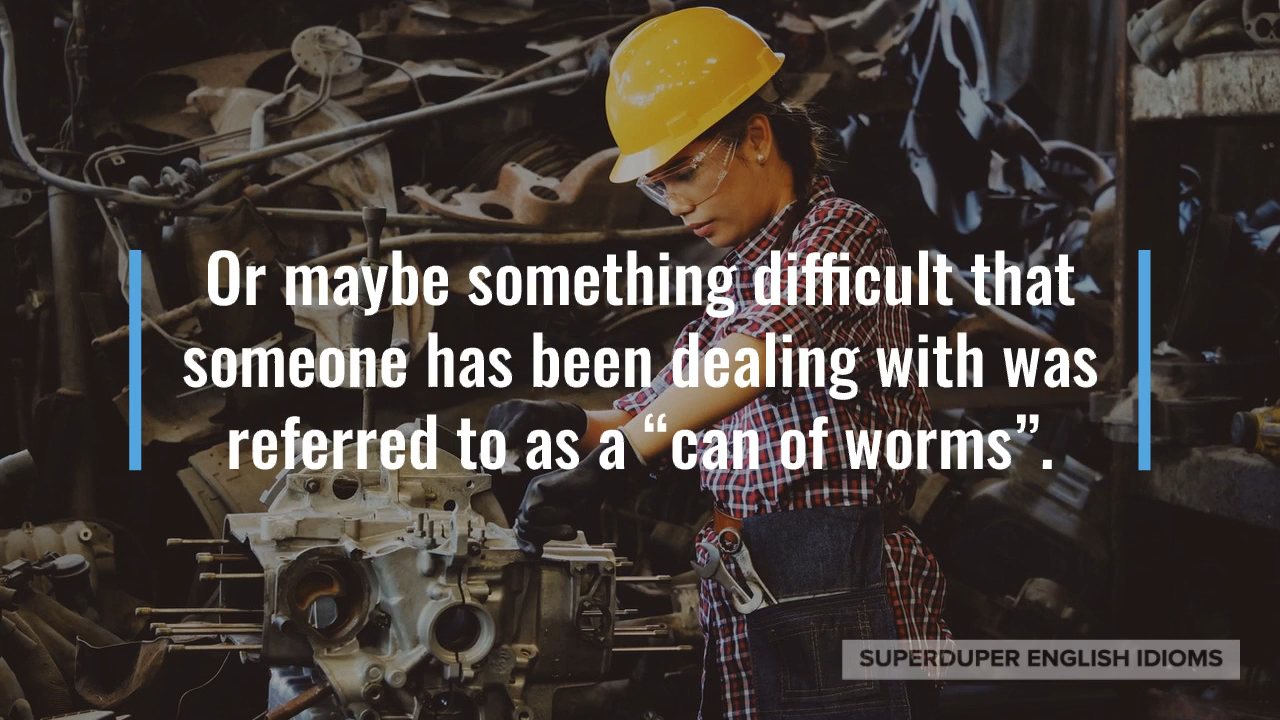 Or maybe something difficult that
someone has been dealing with was
referred to as a “can of worms”.
SUPERDUPER ENGLISH IDIOMS